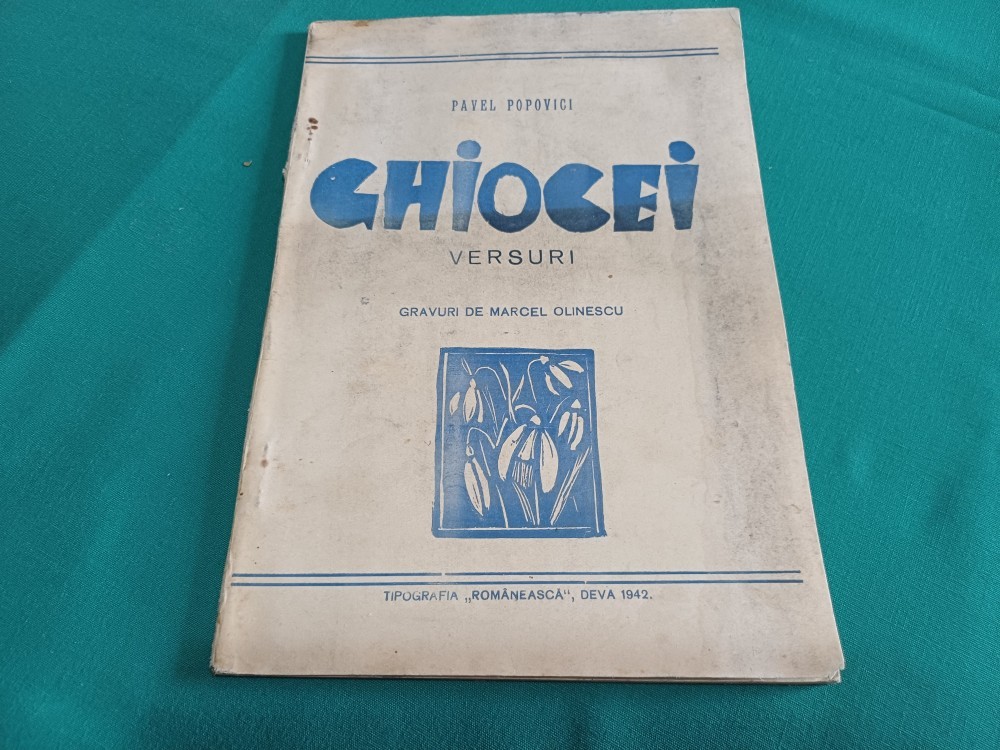 PAVEL POPOVICI
GHiOCEi
VERSURI
GRAVURI DE MARCEL OLINESCU
TIPOGRAFIA „ROMÂNEASCĂ“, DEVA 1942.